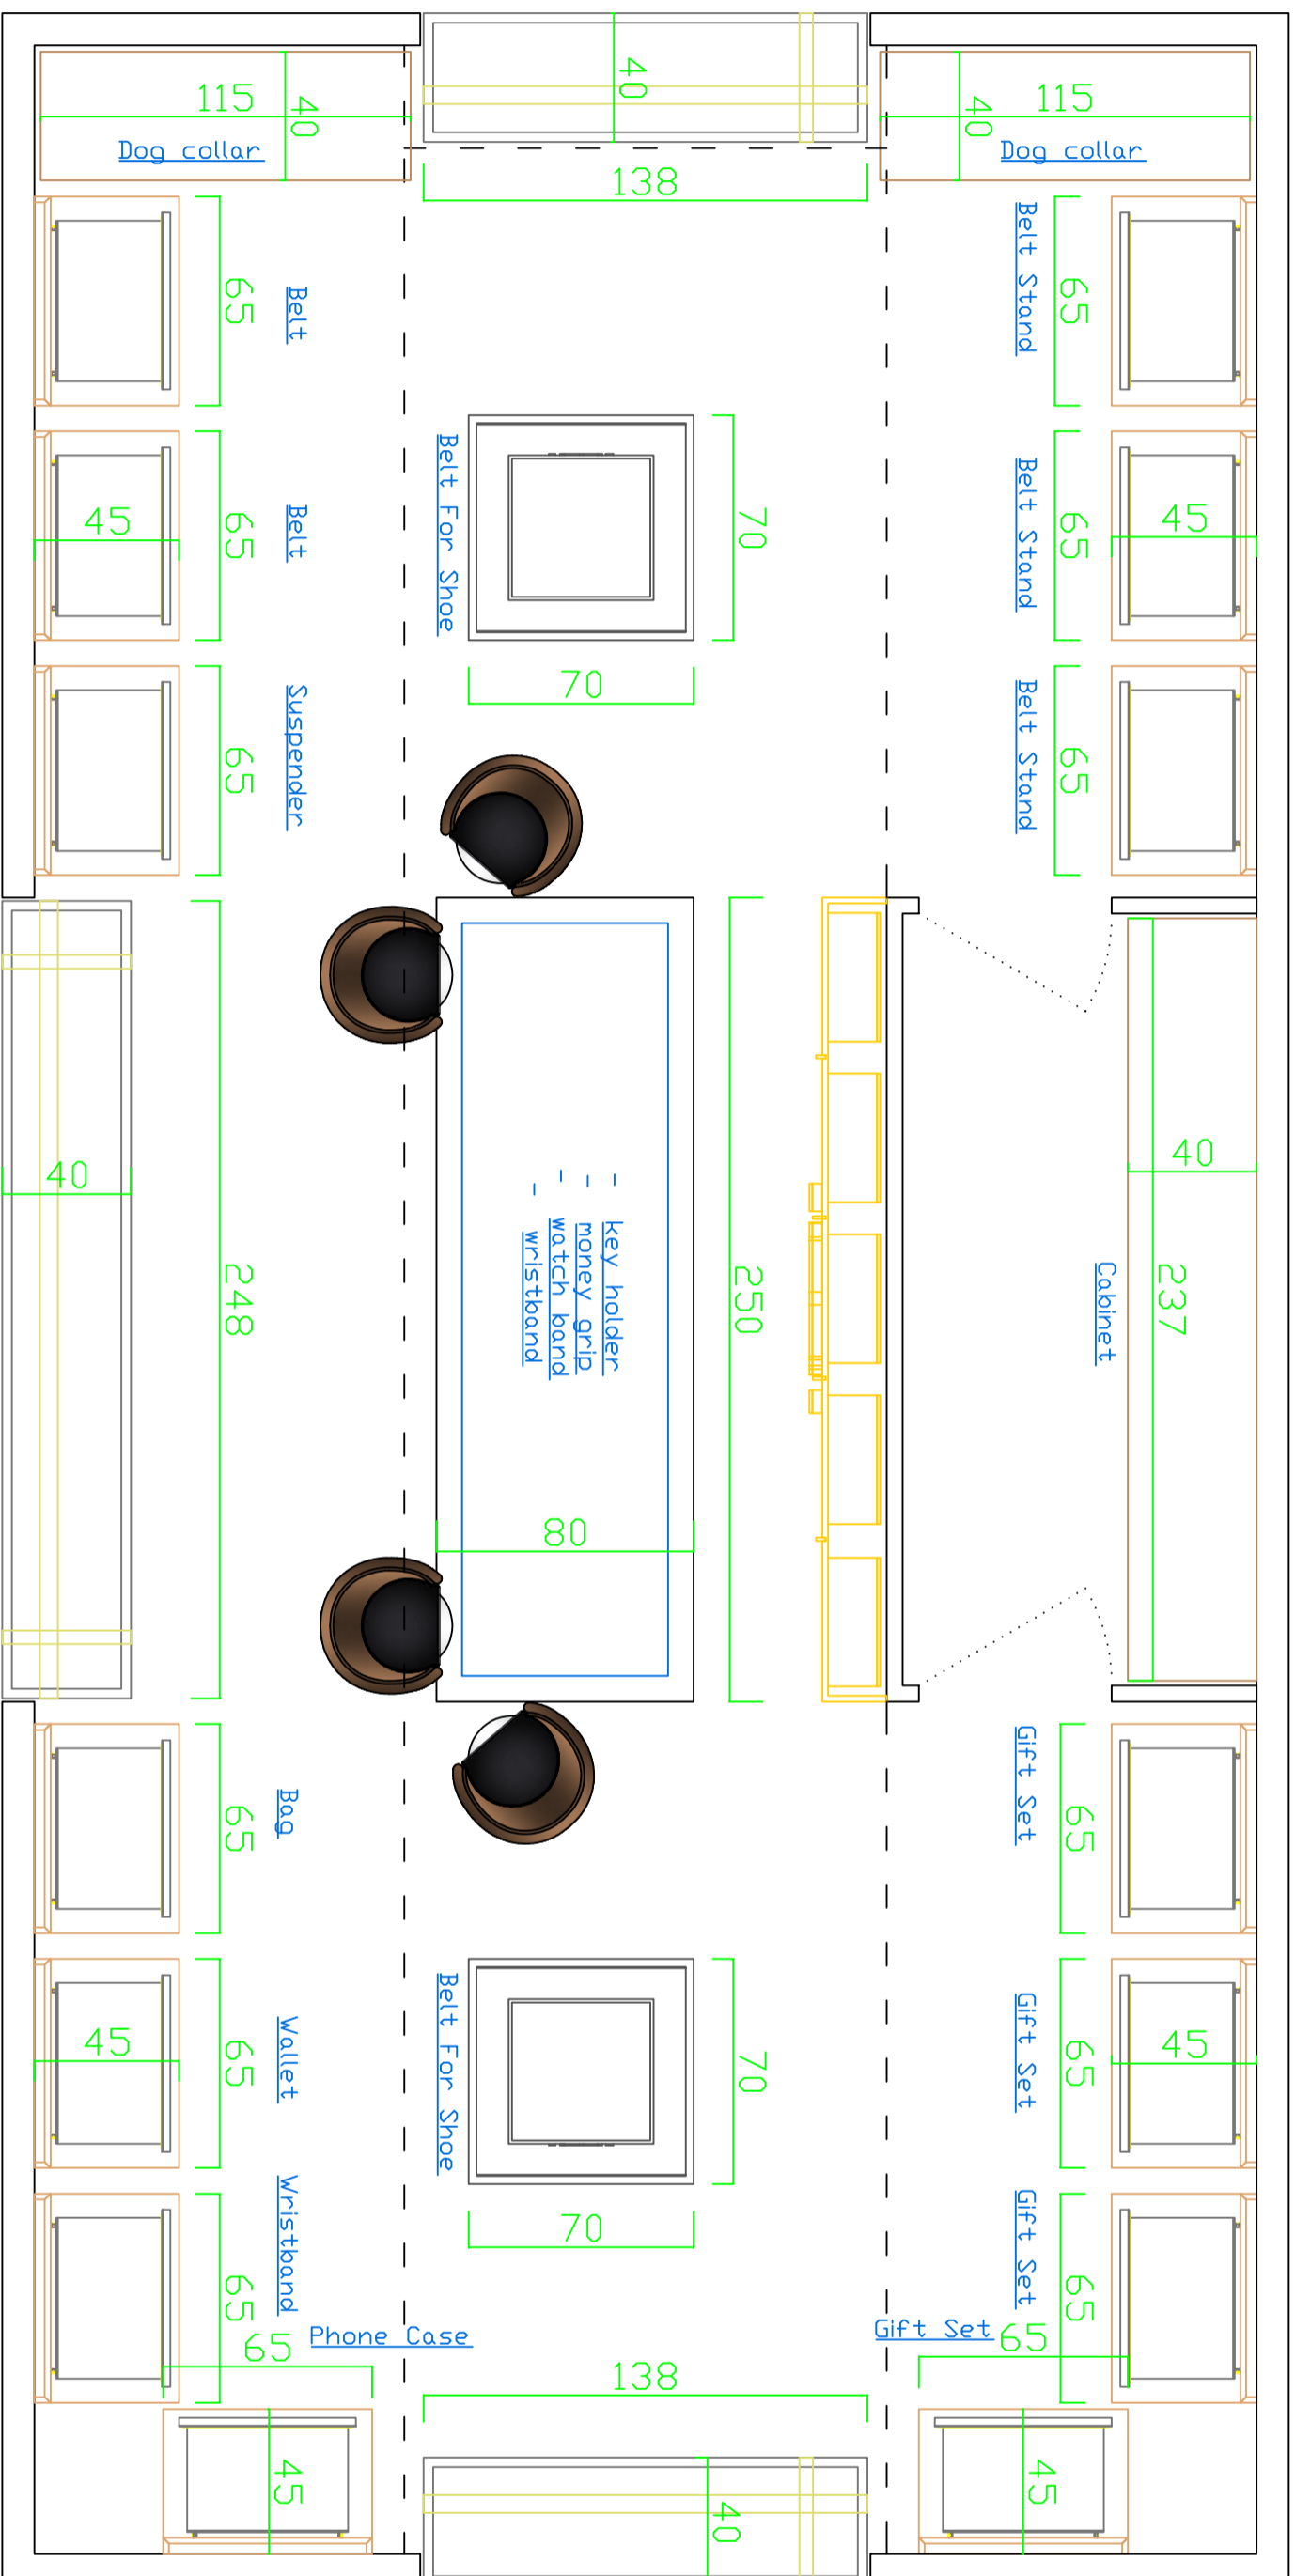 40
115
40
115
40
Dog collar
Dog collar
138
65
Belt
Belt Stand
65
45
65
Belt
Belt For Shoe
70
Belt Stand
65
45
70
65
Suspender
Belt Stand
65
40
248
- key holder
- money grip
- watch band
- wristband
250
80
Cabinet
237
40
65
Bag
Gift Set
65
45
65
Wallet
Belt For Shoe
70
Gift Set
65
45
70
65
Wristband
Gift Set
65
65
Phone Case
Gift Set
65
138
45
40
45